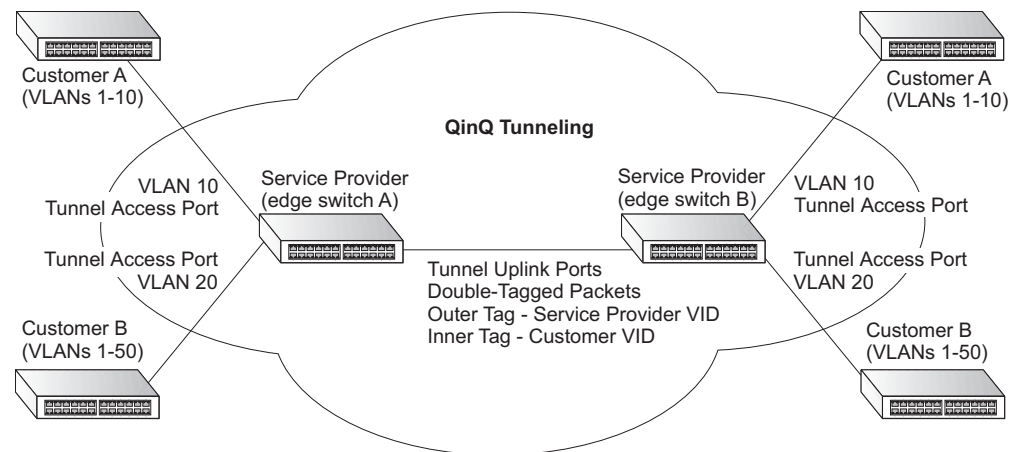 Customer A
(VLANs 1-10)
Customer A
(VLANs 1-10)
QinQ Tunneling
VLAN 10
Tunnel Access Port
Service Provider
(edge switch A)
Service Provider
(edge switch B)
VLAN 10
Tunnel Access Port
Tunnel Access Port
VLAN 20
Tunnel Uplink Ports
Double-Tagged Packets
Outer Tag - Service Provider VID
Inner Tag - Customer VID
Tunnel Access Port
VLAN 20
Customer B
(VLANs 1-50)
Customer B
(VLANs 1-50)